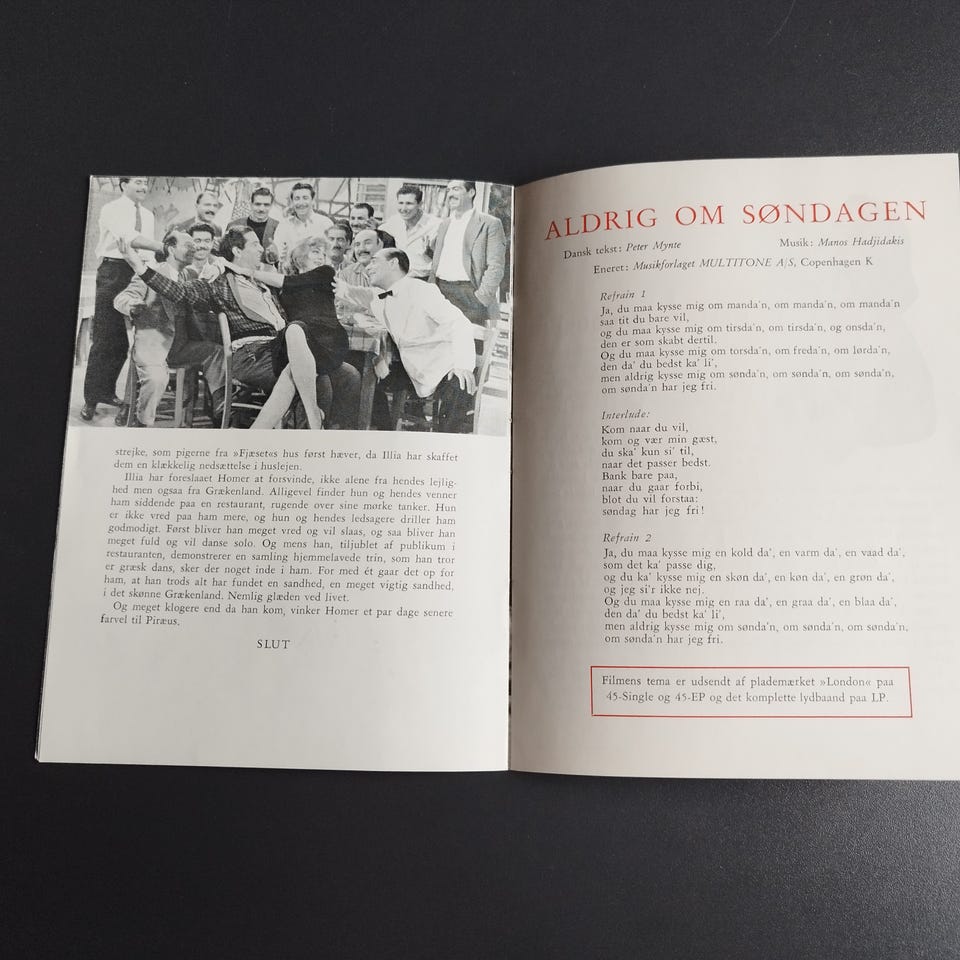 strejke, som pigerne fra »Fjæset«s hus først hæver, da Illia har skaffet
dem en klækkelig nedsættelse i huslejen.
Illia har foreslaaet Homer at forsvinde, ikke alene fra hendes lejlig-
hed men ogsaa fra Grækenland. Alligevel finder hun og hendes venner
ham siddende paa en restaurant, rugende over sine mørke tanker. Hun
er ikke vred paa ham mere, og hun og hendes ledsagere driller ham
godmodigt. Først bliver han meget vred og vil slaas, og saa bliver han
meget fuld og vil danse solo. Og mens han, tiljublet af publikum i
restauranten, demonstrerer en samling hjemmelavede trin, som han tror
er græsk dans, sker der noget inde i ham. For med ét gaar det op for
ham, at han trods alt har fundet en sandhed, en meget vigtig sandhed,
i det skønne Grækenland. Nemlig glæden ved livet.
Og meget klogere end da han kom, vinker Homer et par dage senere
farvel til Piræus.
SLUT
ALDRIG OM SØNDAGEN
Dansk tekst: Peter Mynte Musik: Manos Hadjidakis
Eneret: Musikforlaget MULTITONE A/S, Copenhagen K
Refrain 1
Ja, du maa kysse mig om manda'n, om manda'n, om manda'n
saa tit du bare vil,
og du maa kysse mig om tirsda'n, om tirsda'n, og onsda'n,
den er som skabt dertil.
Og du maa kysse mig om torsda'n, om freda'n, om lørda'n,
den da' du bedst ka' li',
men aldrig kysse mig om sønda'n, om sønda'n, om sønda'n,
om sønda'n har jeg fri.
Interlude:
Kom naar du vil,
kom og vær min gæst,
du ska' kun si' til,
naar det passer bedst.
Bank bare paa,
naar du gaar forbi,
blot du vil forstaa:
søndag har jeg fri!
Refrain 2
Ja, du maa kysse mig en kold da', en varm da', en vaad da',
som det ka' passe dig,
og du ka' kysse mig en skøn da', en køn da', en grøn da',
og jeg si'r ikke nej.
Og du maa kysse mig en raa da', en graa da', en blaa da',
den da' du bedst ka' li',
men aldrig kysse mig om sønda'n, om sønda'n, om sønda'n,
om sønda'n har jeg fri.
Filmens tema er udsendt af plademærket »London« paa
45-Single og 45-EP og det komplette lydbaand paa LP.